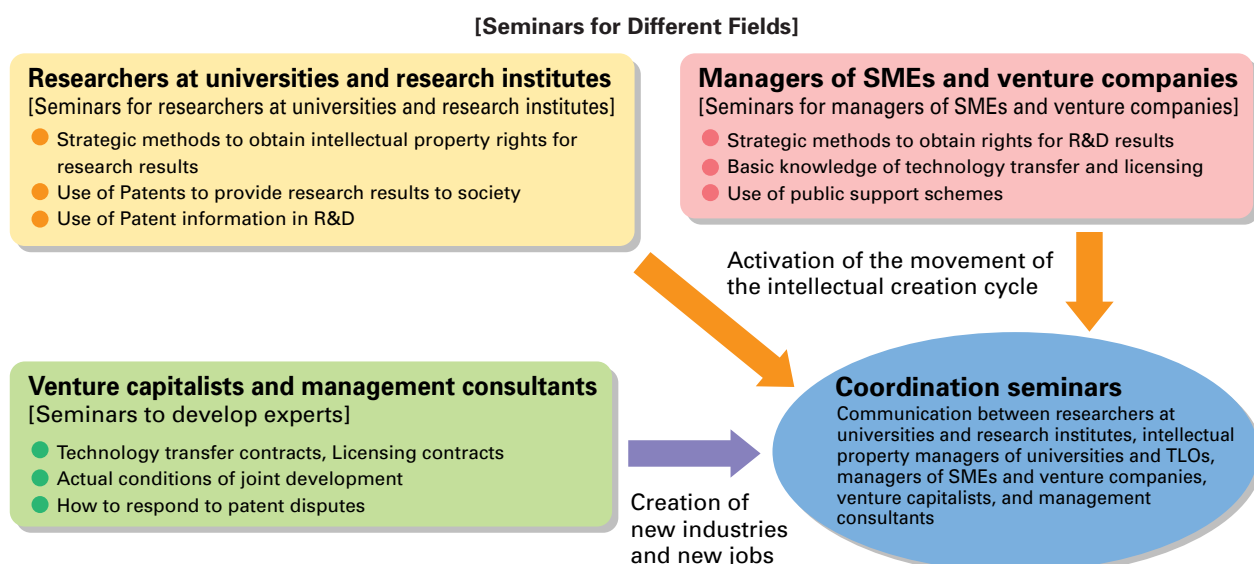 [Seminars for Different Fields]
Researchers at universities and research institutes
[Seminars for researchers at universities and research institutes]
Strategic methods to obtain intellectual property rights for
research results
Use of Patents to provide research results to society
Use of Patent information in R&D
Managers of SMEs and venture companies
[Seminars for managers of SMEs and venture companies]
Strategic methods to obtain rights for R&D results
Basic knowledge of technology transfer and licensing
Use of public support schemes
Activation of the movement of
the intellectual creation cycle
Venture capitalists and management consultants
[Seminars to develop experts]
Technology transfer contracts, Licensing contracts
Actual conditions of joint development
How to respond to patent disputes
Creation of
new industries
and new jobs
Coordination seminars
Communication between researchers at
universities and research institutes, intellectual
property managers of universities and TLOs,
managers of SMEs and venture companies,
venture capitalists, and management
consultants